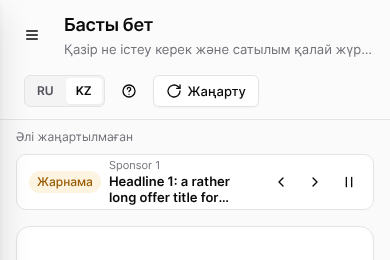 Басты бет
Қазір не істеу керек және сатылым қалай жүр...
RU KZ Жаңарту
Әлі жаңартылмаған
Sponsor 1
Жарнама
Headline 1: a rather
long offer title for...